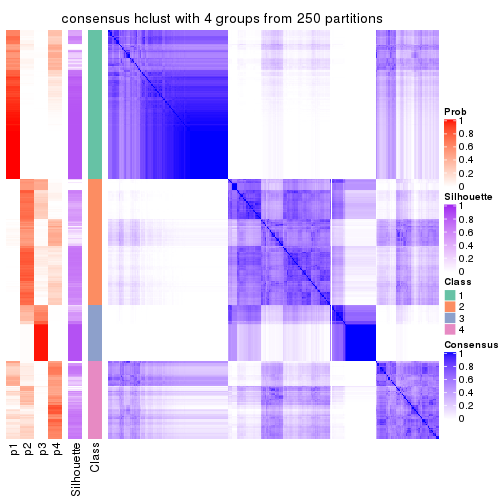 consensus hclust with 4 groups from 250 partitions
Prob
1
0.8
0.6
0.4
0.2
0
Silhouette
1
0.8
0.6
0.4
0.2
0
Class
1
2
3
4
Consensus
1
0.8
0.6
0.4
0.2
0
p1
p2
p3
p4
Silhouette
Class